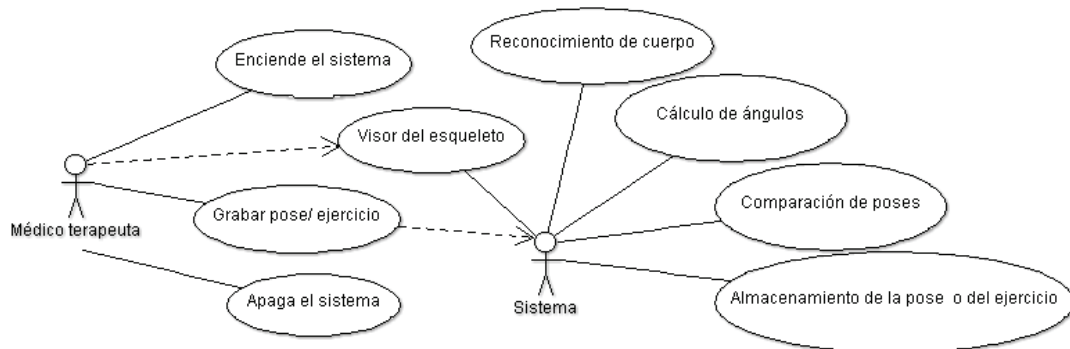 Enciende el sistema
Reconocimiento de cuerpo
Visor del esqueleto
Cálculo de ángulos
Médico terapeuta
Grabar pose/ ejercicio
Comparación de poses
Apaga el sistema
Sistema
Almacenamiento de la pose o del ejercicio